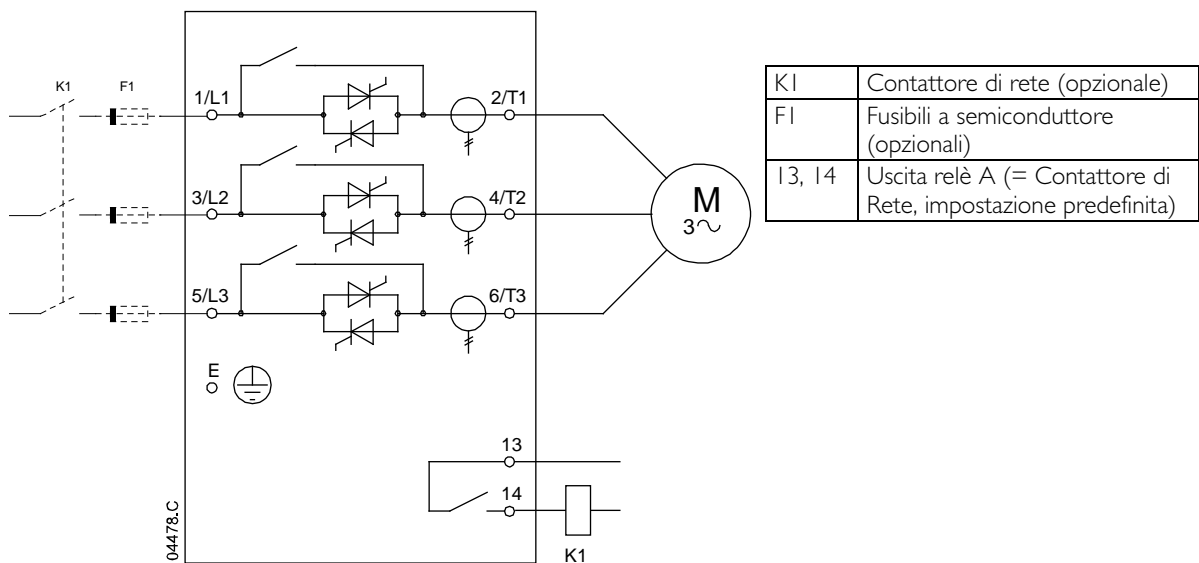 K1
F1
1/L1
2/T1
3/L2
4/T2
5/L3
6/T3
M
3~
E
13
14
K1
04478.C
K1 Contattore di rete (opzionale)
F1 Fusibili a semiconduttore
(opzionali)
13, 14 Uscita relè A (= Contattore di
Rete, impostazione predefinita)